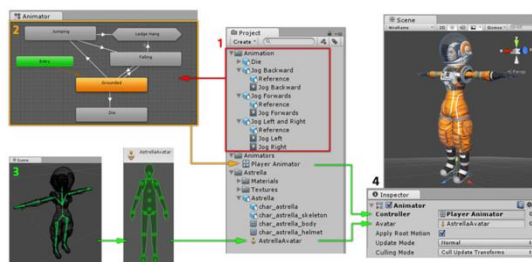 Animator
2
Jumping
Ledge Hang
Entry
Falling
Grounded
Die
3
Scene
AstrellaAvatar
1
Project
Create
Animation
Die
Jog Backward
Reference
Jog Backward
Jog Forwards
Reference
Jog Forwards
Jog Left and Right
Reference
Jog Left
Jog Right
Animators
Player Animator
Astrella
Materials
Textures
Astrella
char_astrella
char_astrella_skeleton
char_astrella_body
char_astrella_helmet
AstrellaAvatar
Scene
Wireframe
2D
Persp
4
Inspector
Animator
Controller
Player Animator
Avatar
AstrellaAvatar
Apply Root Motion
Update Mode
Normal
Culling Mode
Cull Update Transforms